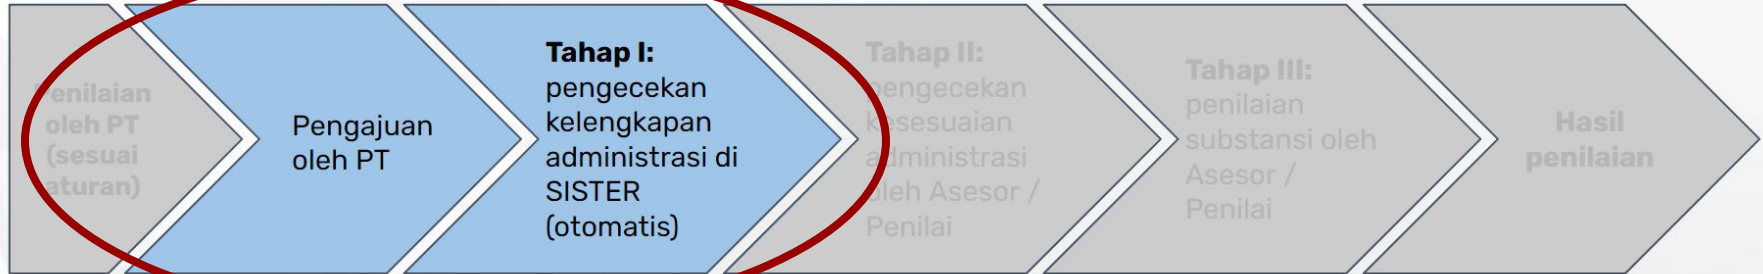 Penilaian
oleh PT
(sesuai
aturan)
Pengajuan
oleh PT
Tahap I:
pengecekan
kelengkapan
administrasi di
SISTER
(otomatis)
Tahap II:
pengecekan
kesesuaian
administrasi
oleh Asesor /
Penilai
Tahap III:
penilaian
substansi oleh
Asesor /
Penilai
Hasil
penilaian